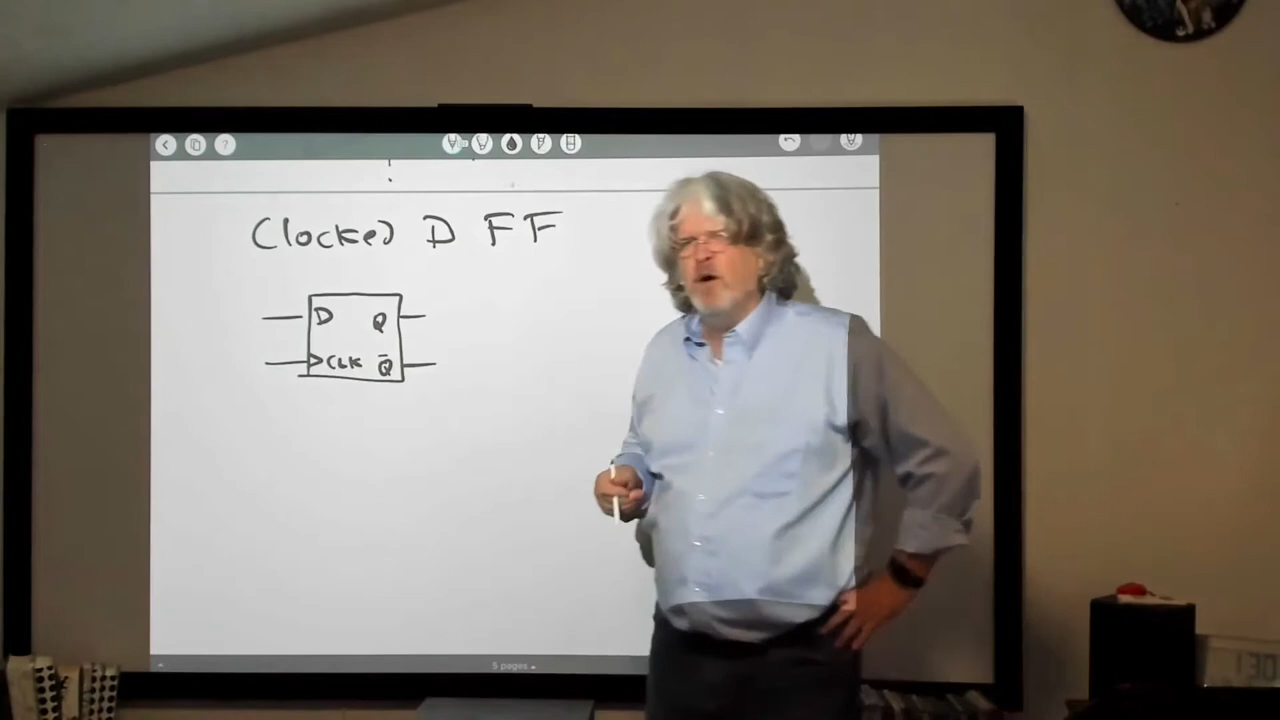 Clocked D FF
D Q
CLK Q̄
5 pages